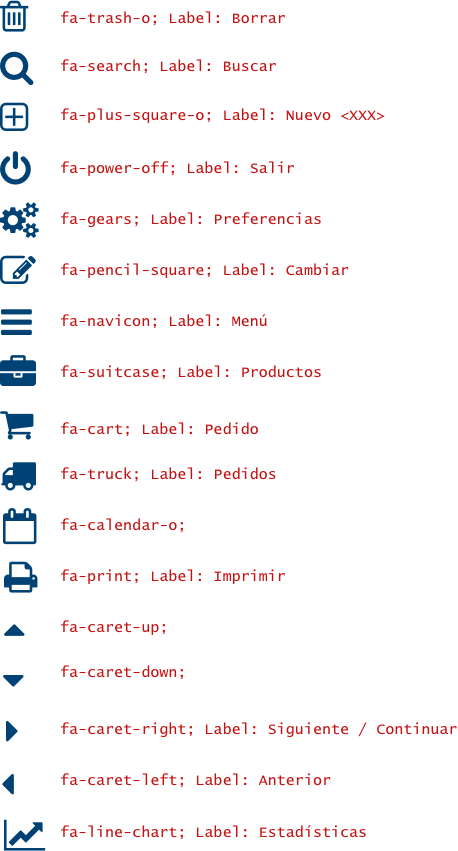 fa-trash-o; Label: Borrar
fa-search; Label: Buscar
fa-plus-square-o; Label: Nuevo <XXX>
fa-power-off; Label: Salir
fa-gears; Label: Preferencias
fa-pencil-square; Label: Cambiar
fa-navicon; Label: Menú
fa-suitcase; Label: Productos
fa-cart; Label: Pedido
fa-truck; Label: Pedidos
fa-calendar-o;
fa-print; Label: Imprimir
fa-caret-up;
fa-caret-down;
fa-caret-right; Label: Siguiente / Continuar
fa-caret-left; Label: Anterior
fa-line-chart; Label: Estadísticas